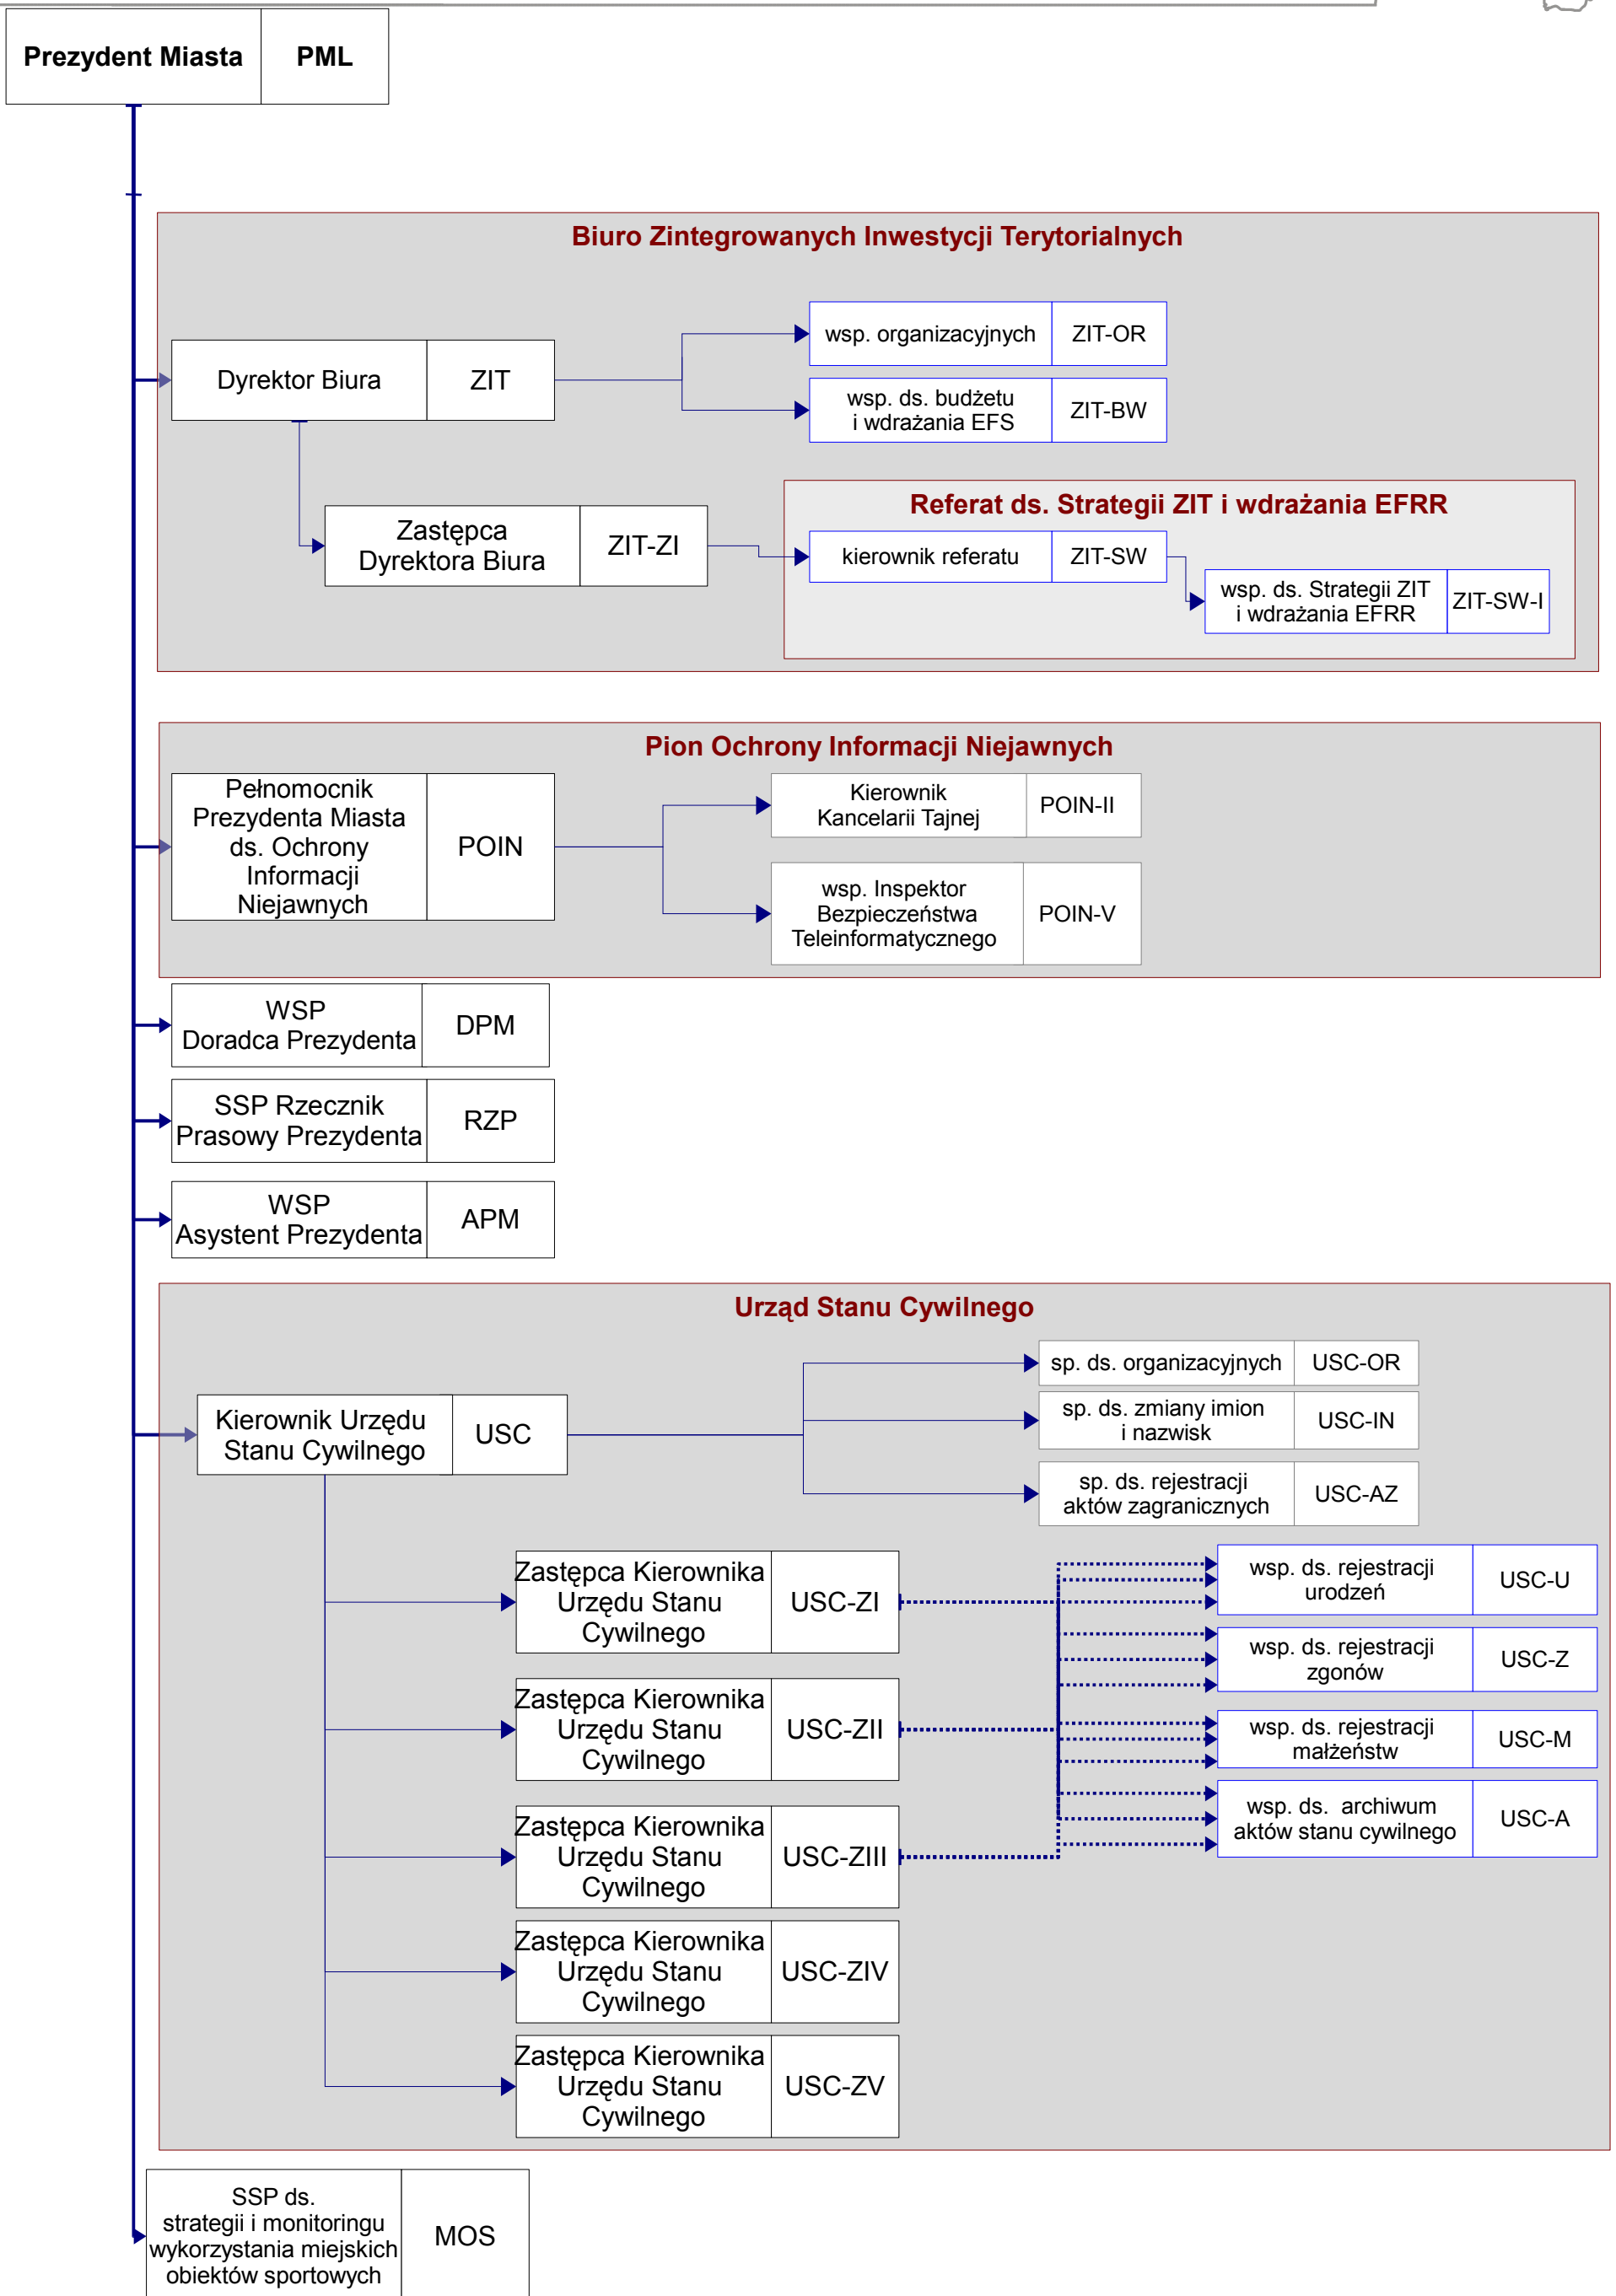 Prezydent Miasta
PML
Biuro Zintegrowanych Inwestycji Terytorialnych
Dyrektor Biura
ZIT
wsp. organizacyjnych
ZIT-OR
wsp. ds. budżetu
i wdrażania EFS
ZIT-BW
Zastępca
Dyrektora Biura
ZIT-ZI
Referat ds. Strategii ZIT i wdrażania EFRR
kierownik referatu
ZIT-SW
wsp. ds. Strategii ZIT
i wdrażania EFRR
ZIT-SW-I
Pion Ochrony Informacji Niejawnych
Pełnomocnik
Prezydenta Miasta
ds. Ochrony
Informacji
Niejawnych
POIN
Kierownik
Kancelarii Tajnej
POIN-II
wsp. Inspektor
Bezpieczeństwa
Teleinformatycznego
POIN-V
WSP
Doradca Prezydenta
DPM
SSP Rzecznik
Prasowy Prezydenta
RZP
WSP
Asystent Prezydenta
APM
Urząd Stanu Cywilnego
Kierownik Urzędu
Stanu Cywilnego
USC
sp. ds. organizacyjnych
USC-OR
sp. ds. zmiany imion
i nazwisk
USC-IN
sp. ds. rejestracji
aktów zagranicznych
USC-AZ
Zastępca Kierownika
Urzędu Stanu
Cywilnego
USC-ZI
Zastępca Kierownika
Urzędu Stanu
Cywilnego
USC-ZII
Zastępca Kierownika
Urzędu Stanu
Cywilnego
USC-ZIII
Zastępca Kierownika
Urzędu Stanu
Cywilnego
USC-ZIV
Zastępca Kierownika
Urzędu Stanu
Cywilnego
USC-ZV
wsp. ds. rejestracji
urodzeń
USC-U
wsp. ds. rejestracji
zgonów
USC-Z
wsp. ds. rejestracji
małżeństw
USC-M
wsp. ds. archiwum
aktów stanu cywilnego
USC-A
SSP ds.
strategii i monitoringu
wykorzystania miejskich
obiektów sportowych
MOS